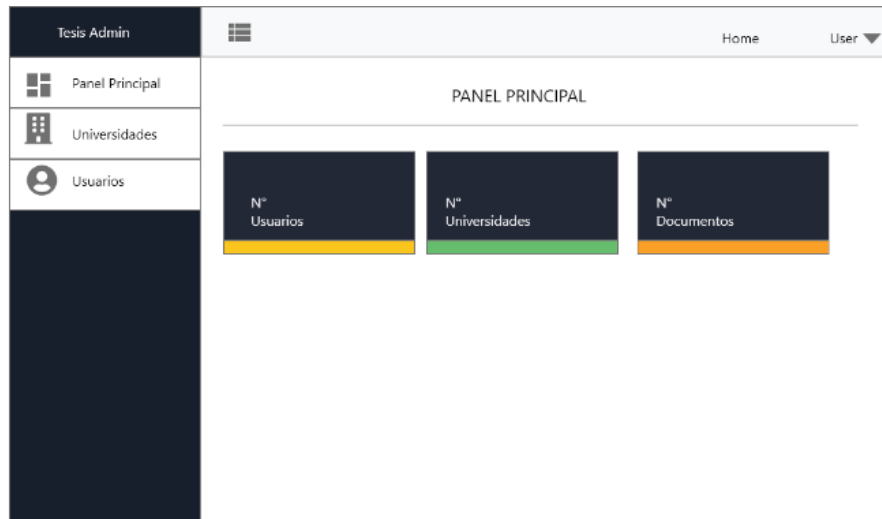 Tesis Admin
Home
User
Panel Principal
Universidades
Usuarios
PANEL PRINCIPAL
N°
Usuarios
N°
Universidades
N°
Documentos